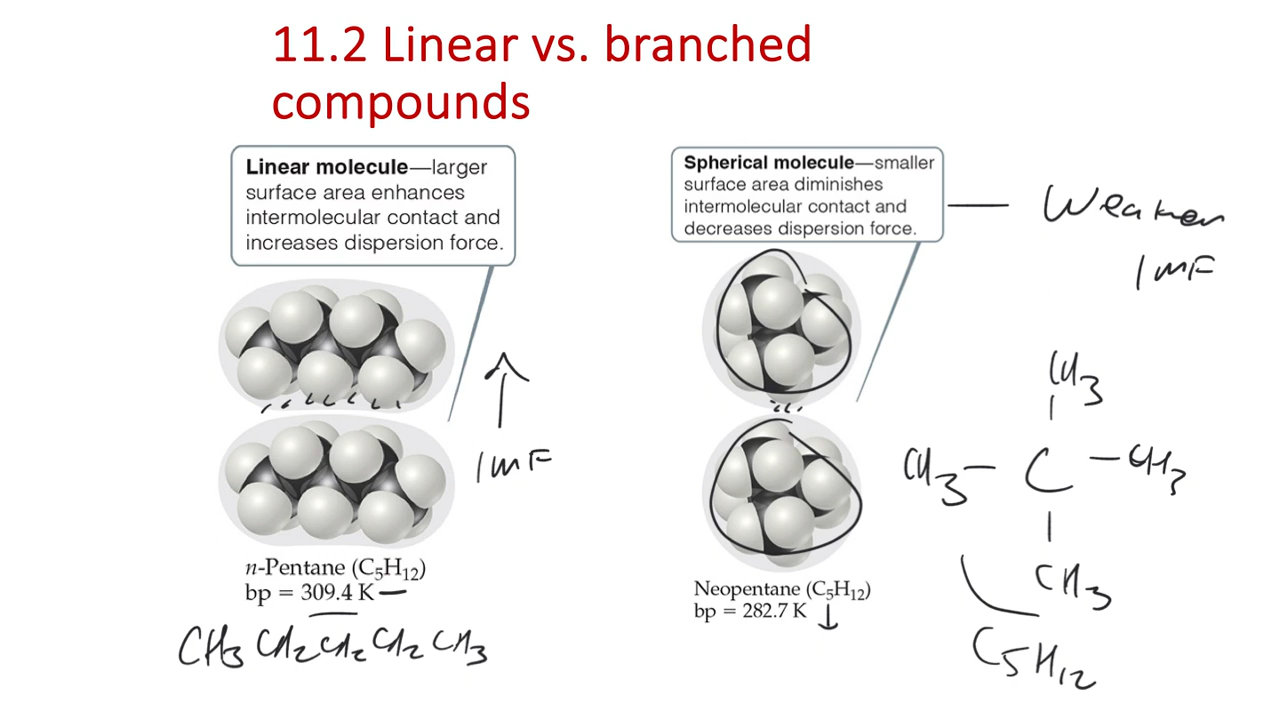 11.2 Linear vs. branched
compounds
Linear molecule—larger
surface area enhances
intermolecular contact and
increases dispersion force.
Spherical molecule—smaller
surface area diminishes
intermolecular contact and
decreases dispersion force.
Weaker
IMF
IMF
CH3
CH3 – C – CH3
CH3
C5H12
n-Pentane (C5H12)
bp = 309.4 K
CH3 CH2 CH2 CH2 CH3
Neopentane (C5H12)
bp = 282.7 K ↓